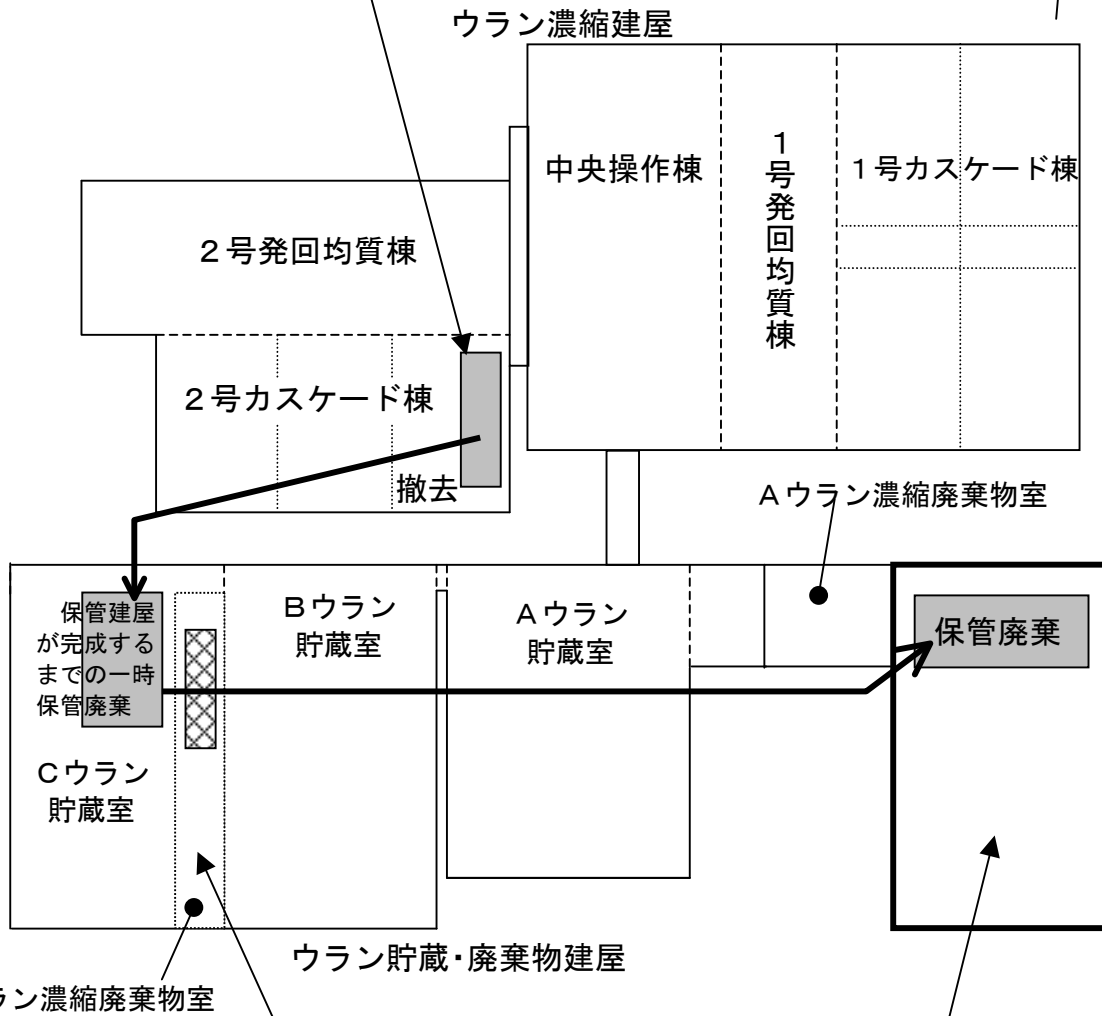 ウラン濃縮建屋
中央操作棟
1号発回均質棟
1号カスケード棟
2号発回均質棟
2号カスケード棟
撤去
Aウラン濃縮廃棄物室
保管建屋
が完成する
までの一時
保管廃棄
Bウラン
貯蔵室
Aウラン
貯蔵室
保管廃棄
Cウラン
貯蔵室
ウラン貯蔵・廃棄物建屋
ラン濃縮廃棄物室